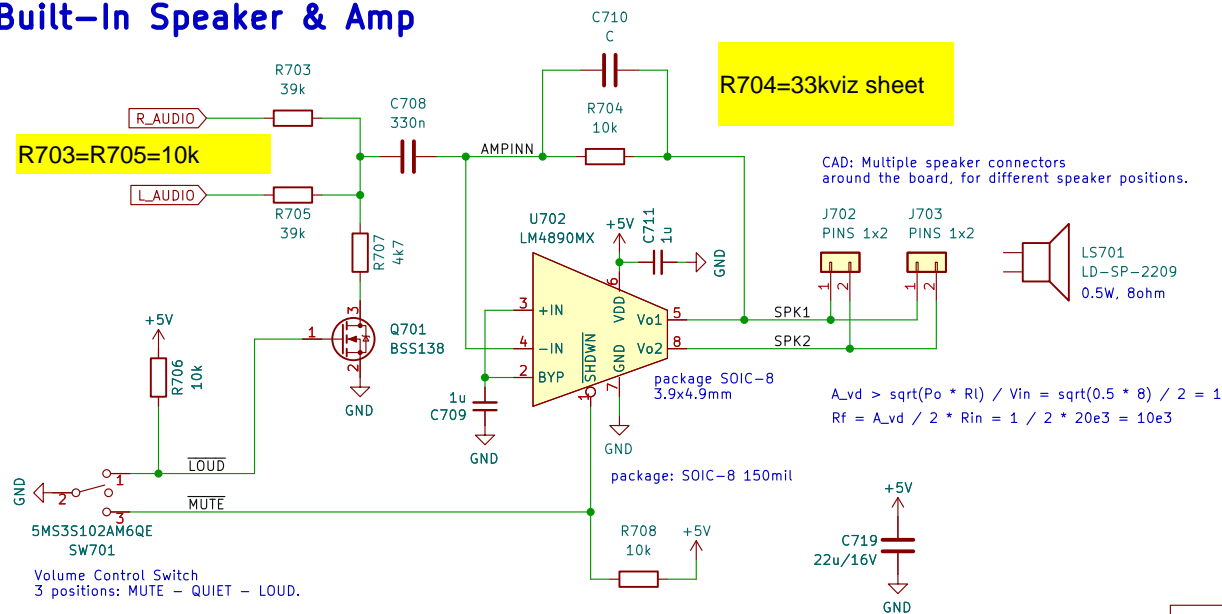 Built-In Speaker & Amp
C710
C
R703
39k
R704=33kviz sheet
C708
330n
R704
10k
R_AUDIO
R703=R705=10k
AMPINN
CAD: Multiple speaker connectors
around the board, for different speaker positions.
L_AUDIO
R705
39k
U702
LM4890MX
+5V
C711
1u
GND
J702
PINS 1x2
J703
PINS 1x2
R707
4k7
LS701
LD-SP-2209
0.5W, 8ohm
1
2
1
2
6
3
+IN
VDD
Vo1
5
SPK1
+5V
3
1
2
Q701
BSS138
4
-IN
Vo2
8
SPK2
R706
10k
2
BYP
SHDWN
GND
1
7
package SOIC-8
3.9x4.9mm
GND
1u
C709
A_vd > sqrt(Po * Rl) / Vin = sqrt(0.5 * 8) / 2 = 1
Rf = A_vd / 2 * Rin = 1 / 2 * 20e3 = 10e3
GND
GND
LOUD
package: SOIC-8 150mil
GND
2
1
3
MUTE
+5V
5MS3S102AM6QE
SW701
R708
10k
+5V
C719
22u/16V
Volume Control Switch
3 positions: MUTE - QUIET - LOUD.
GND